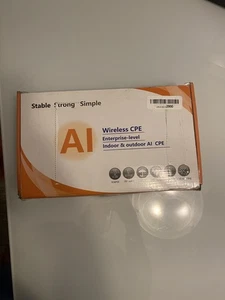 Stable Strong Simple
AI
Wireless CPE
Enterprise-level
Indoor & outdoor AI CPE